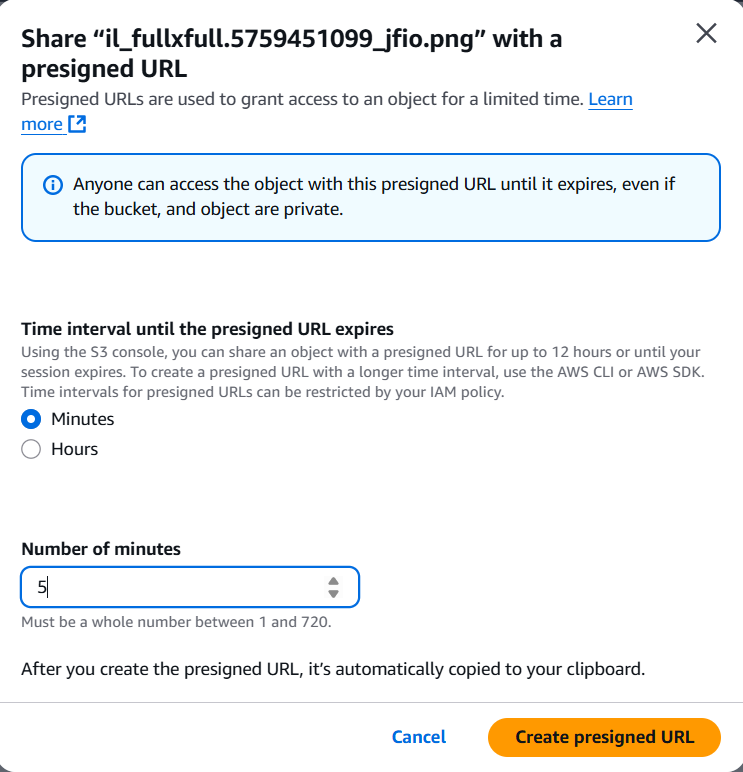 Share “il_fullxfull.5759451099_jfio.png” with a
presigned URL
Presigned URLs are used to grant access to an object for a limited time. Learn
more
Anyone can access the object with this presigned URL until it expires, even if
the bucket, and object are private.
Time interval until the presigned URL expires
Using the S3 console, you can share an object with a presigned URL for up to 12 hours or until your
session expires. To create a presigned URL with a longer time interval, use the AWS CLI or AWS SDK.
Time intervals for presigned URLs can be restricted by your IAM policy.
Minutes
Hours
Number of minutes
5
Must be a whole number between 1 and 720.
After you create the presigned URL, it’s automatically copied to your clipboard.
Cancel
Create presigned URL